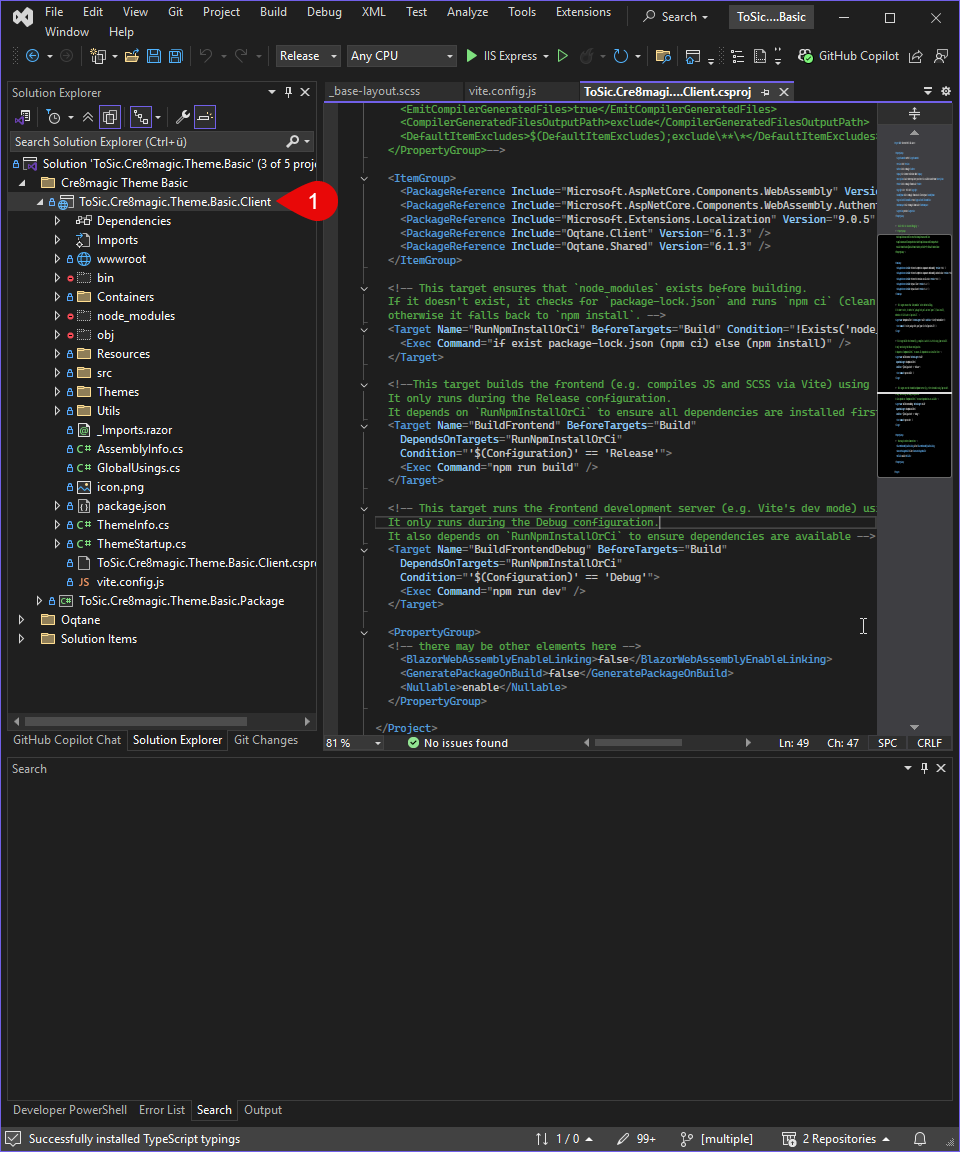 File Edit View Git Project Build Debug XML Test Analyze Tools Extensions Search ToSic....Basic
Window Help
Release Any CPU IIS Express GitHub Copilot
Solution Explorer
Search Solution Explorer (Ctrl+ü)
Solution 'ToSic.Cre8magic.Theme.Basic' (3 of 5 proje
Cre8magic Theme Basic
ToSic.Cre8magic.Theme.Basic.Client
1
Dependencies
Imports
wwwroot
bin
Containers
node_modules
obj
Resources
src
Themes
Utils
_Imports.razor
C# AssemblyInfo.cs
C# GlobalUsings.cs
icon.png
package.json
C# ThemeInfo.cs
C# ThemeStartup.cs
ToSic.Cre8magic.Theme.Basic.Client.cspro
JS vite.config.js
C# ToSic.Cre8magic.Theme.Basic.Package
Oqtane
Solution Items
GitHub Copilot Chat Solution Explorer Git Changes
_base-layout.scss vite.config.js ToSic.Cre8magi....Client.csproj
<EmitCompilerGeneratedFiles>true</EmitCompilerGeneratedFiles>
<CompilerGeneratedFilesOutputPath>exclude</CompilerGeneratedFilesOutputPath>
<DefaultItemExcludes>$(DefaultItemExcludes);exclude\**\*</DefaultItemExcludes
</PropertyGroup>-->
<ItemGroup>
<PackageReference Include="Microsoft.AspNetCore.Components.WebAssembly" Versi
<PackageReference Include="Microsoft.AspNetCore.Components.WebAssembly.Authen
<PackageReference Include="Microsoft.Extensions.Localization" Version="9.0.5"
<PackageReference Include="Oqtane.Client" Version="6.1.3" />
<PackageReference Include="Oqtane.Shared" Version="6.1.3" />
</ItemGroup>
<!-- This target ensures that `node_modules` exists before building.
If it doesn't exist, it checks for `package-lock.json` and runs `npm ci` (clean
otherwise it falls back to `npm install`. -->
<Target Name="RunNpmInstallOrCi" BeforeTargets="Build" Condition="!Exists('node_
<Exec Command="if exist package-lock.json (npm ci) else (npm install)" />
</Target>
<!--This target builds the frontend (e.g. compiles JS and SCSS via Vite) using
It only runs during the Release configuration.
It depends on `RunNpmInstallOrCi` to ensure all dependencies are installed first
<Target Name="BuildFrontend" BeforeTargets="Build"
DependsOnTargets="RunNpmInstallOrCi"
Condition="'$(Configuration)' == 'Release'">
<Exec Command="npm run build" />
</Target>
<!-- This target runs the frontend development server (e.g. Vite's dev mode) usi
It only runs during the Debug configuration.
It also depends on `RunNpmInstallOrCi` to ensure dependencies are available -->
<Target Name="BuildFrontendDebug" BeforeTargets="Build"
DependsOnTargets="RunNpmInstallOrCi"
Condition="'$(Configuration)' == 'Debug'">
<Exec Command="npm run dev" />
</Target>
<PropertyGroup>
<!-- there may be other elements here -->
<BlazorWebAssemblyEnableLinking>false</BlazorWebAssemblyEnableLinking>
<GeneratePackageOnBuild>false</GeneratePackageOnBuild>
<Nullable>enable</Nullable>
</PropertyGroup>
</Project>
81 % No issues found Ln: 49 Ch: 47 SPC CRLF
Search
Developer PowerShell Error List Search Output
Successfully installed TypeScript typings 1 / 0 99+ [multiple] 2 Repositories